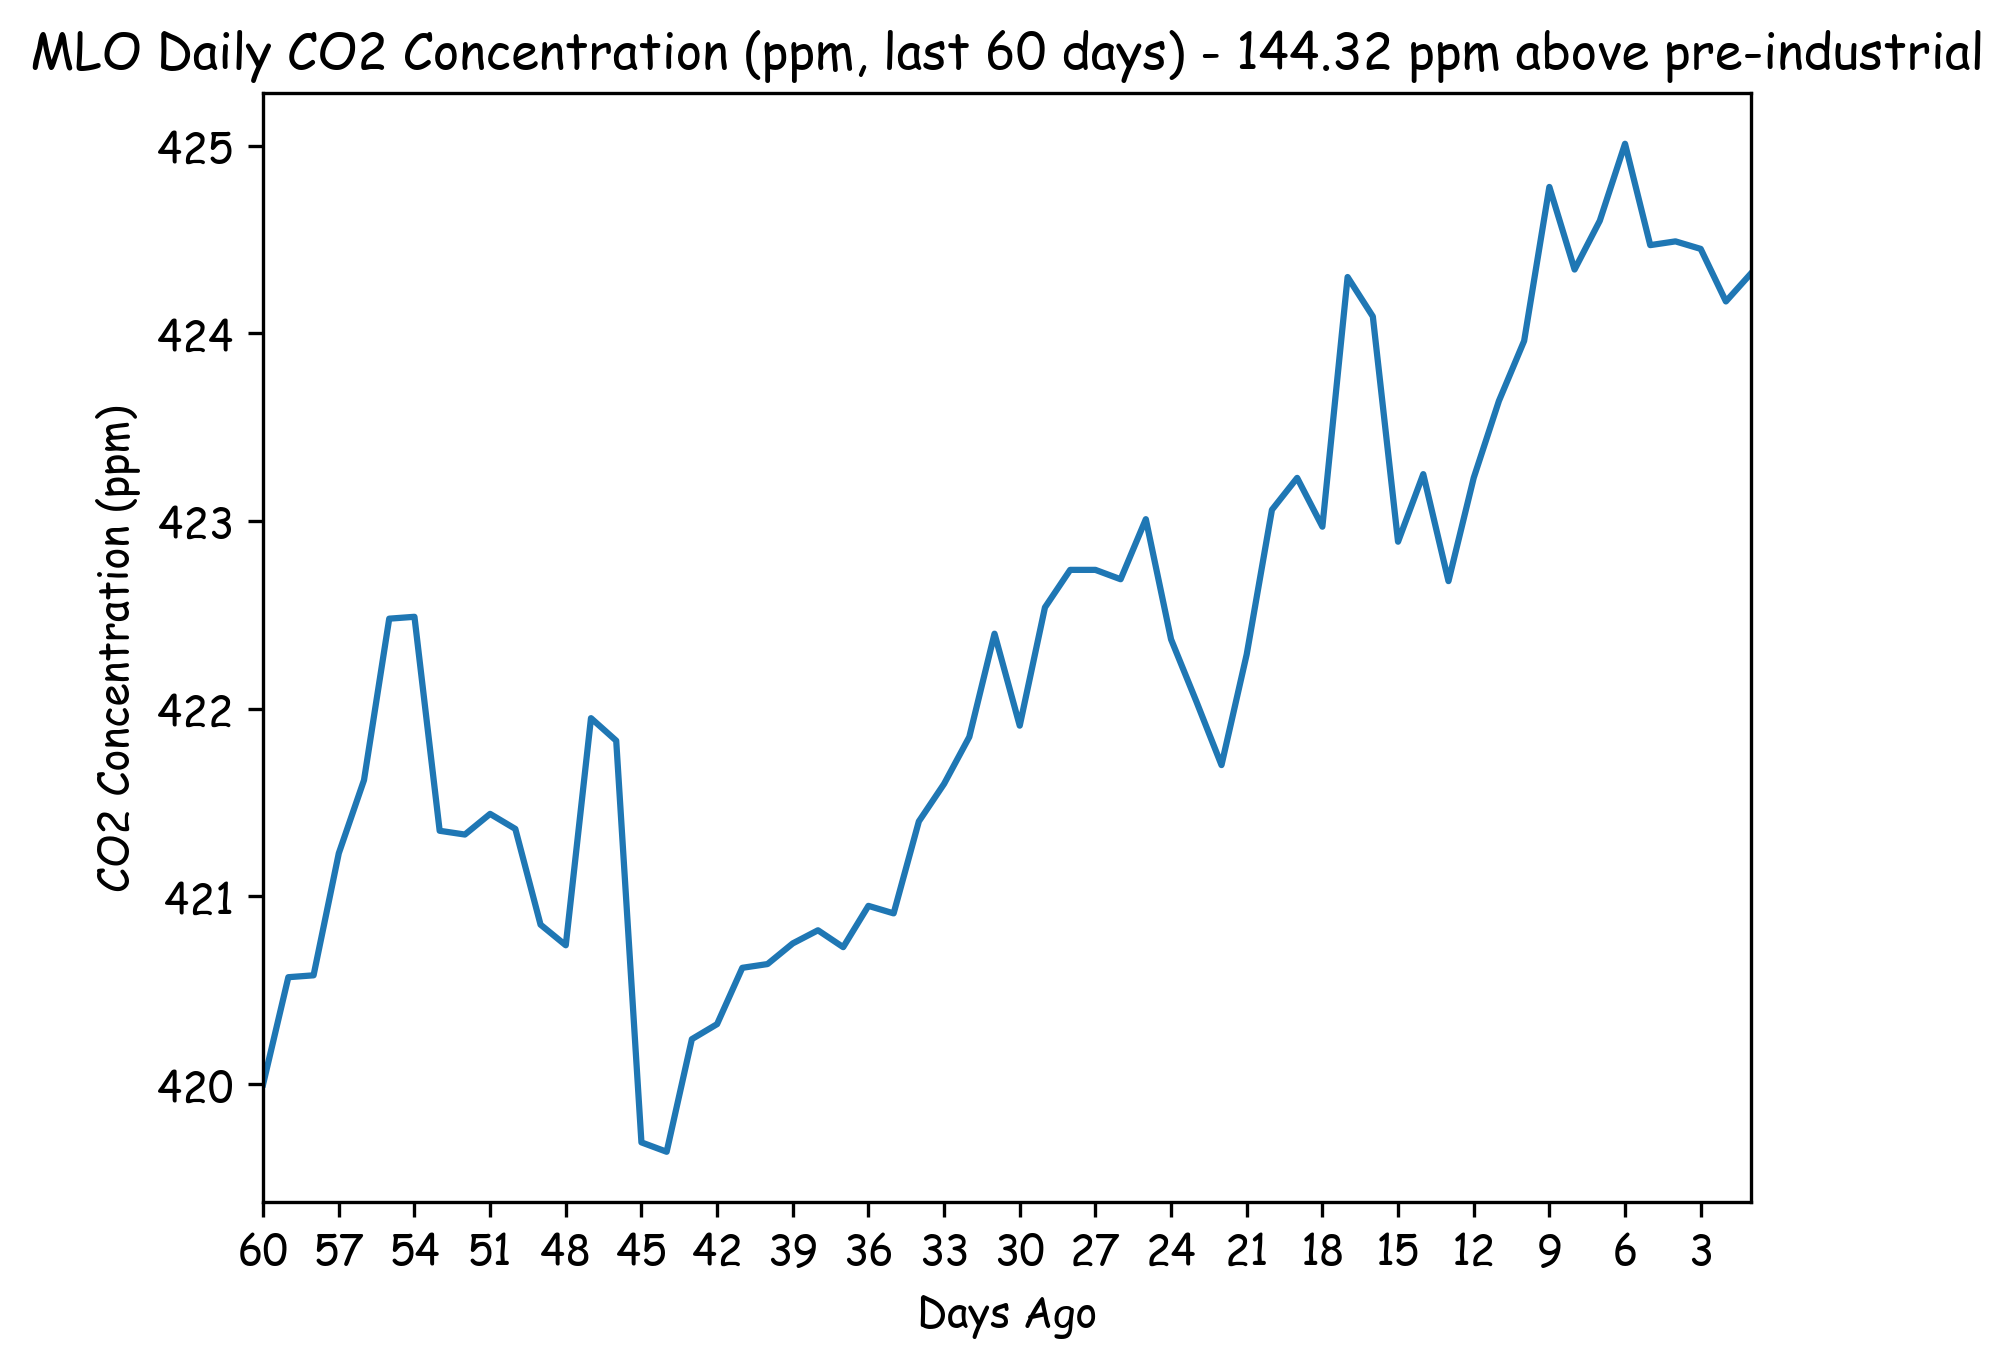 MLO Daily CO2 Concentration (ppm, last 60 days) - 144.32 ppm above pre-industrial
425
424
423
422
421
420
CO2 Concentration (ppm)
60 57 54 51 48 45 42 39 36 33 30 27 24 21 18 15 12 9 6 3
Days Ago